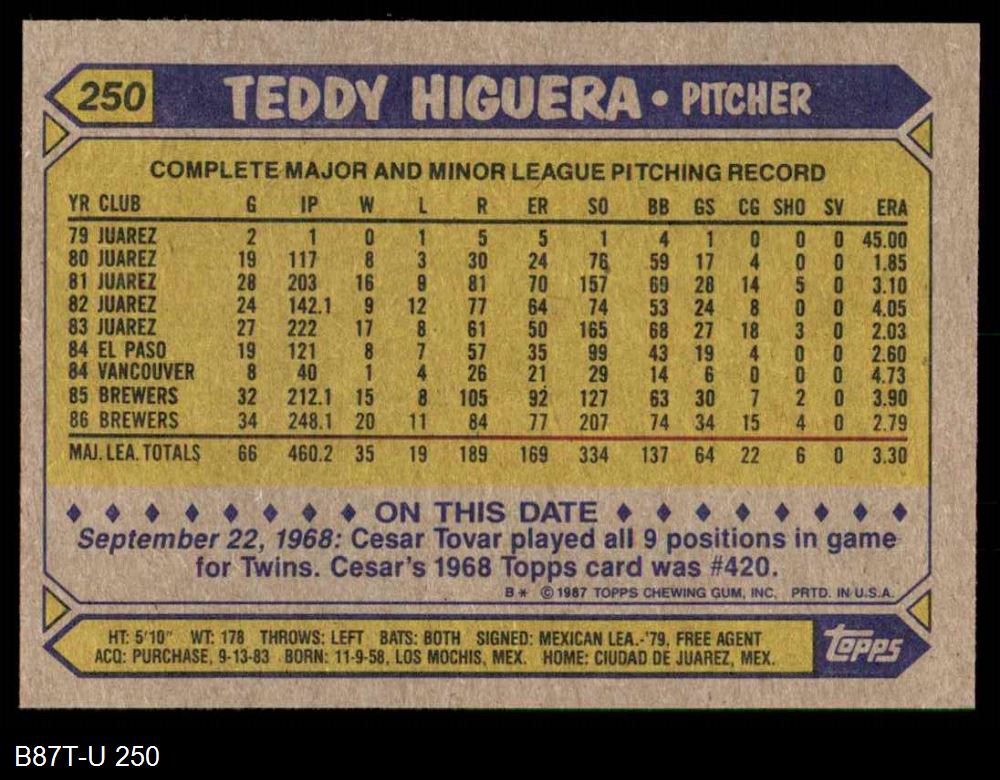 250 TEDDY HIGUERA • PITCHER
COMPLETE MAJOR AND MINOR LEAGUE PITCHING RECORD
YR CLUB G IP W L R ER SO BB GS CG SHO SV ERA
79 JUAREZ 2 1 0 1 5 5 1 4 1 0 0 0 45.00
80 JUAREZ 19 117 8 3 30 24 76 59 17 4 0 0 1.85
81 JUAREZ 28 203 16 9 81 70 157 69 28 14 5 0 3.10
82 JUAREZ 24 142.1 9 12 77 64 74 53 24 8 0 0 4.05
83 JUAREZ 27 222 17 8 61 50 165 68 27 18 3 0 2.03
84 EL PASO 19 121 8 7 57 35 99 43 19 4 0 0 2.60
84 VANCOUVER 8 40 1 4 26 21 29 14 6 0 0 0 4.73
85 BREWERS 32 212.1 15 8 105 92 127 63 30 7 2 0 3.90
86 BREWERS 34 248.1 20 11 84 77 207 74 34 15 4 0 2.79
MAJ. LEA. TOTALS 66 460.2 35 19 189 169 334 137 64 22 6 0 3.30
♦ ♦ ♦ ♦ ♦ ♦ ♦ ♦ ON THIS DATE ♦ ♦ ♦ ♦ ♦ ♦ ♦ ♦
September 22, 1968: Cesar Tovar played all 9 positions in game
for Twins. Cesar's 1968 Topps card was #420.
B* © 1987 TOPPS CHEWING GUM, INC. PRTD. IN U.S.A.
HT: 5'10" WT: 178 THROWS: LEFT BATS: BOTH SIGNED: MEXICAN LEA.-'79, FREE AGENT
ACQ: PURCHASE, 9-13-83 BORN: 11-9-58, LOS MOCHIS, MEX. HOME: CIUDAD DE JUAREZ, MEX.
topps
B87T-U 250